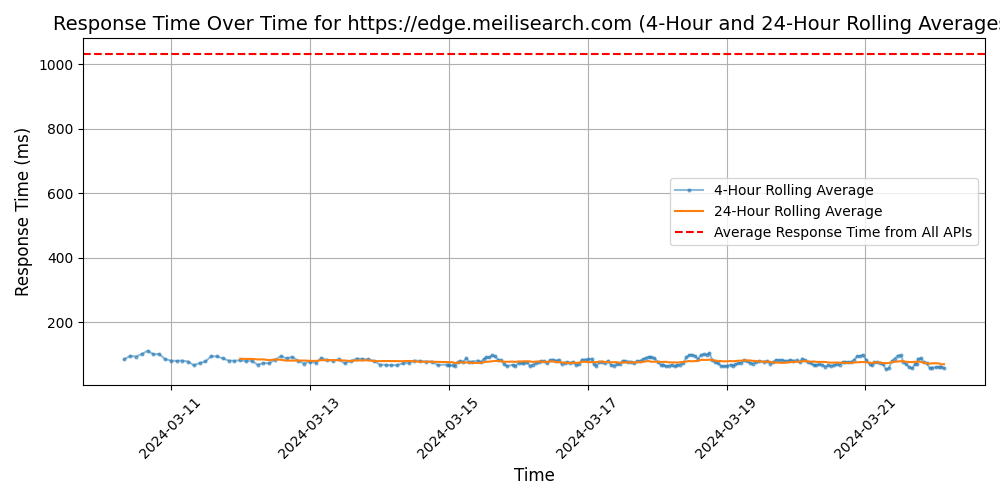 Response Time Over Time for https://edge.meilisearch.com (4-Hour and 24-Hour Rolling Averages
Response Time (ms)
1000
800
600
400
200
4-Hour Rolling Average
24-Hour Rolling Average
Average Response Time from All APIs
2024-03-11
2024-03-13
2024-03-15
2024-03-17
2024-03-19
2024-03-21
Time